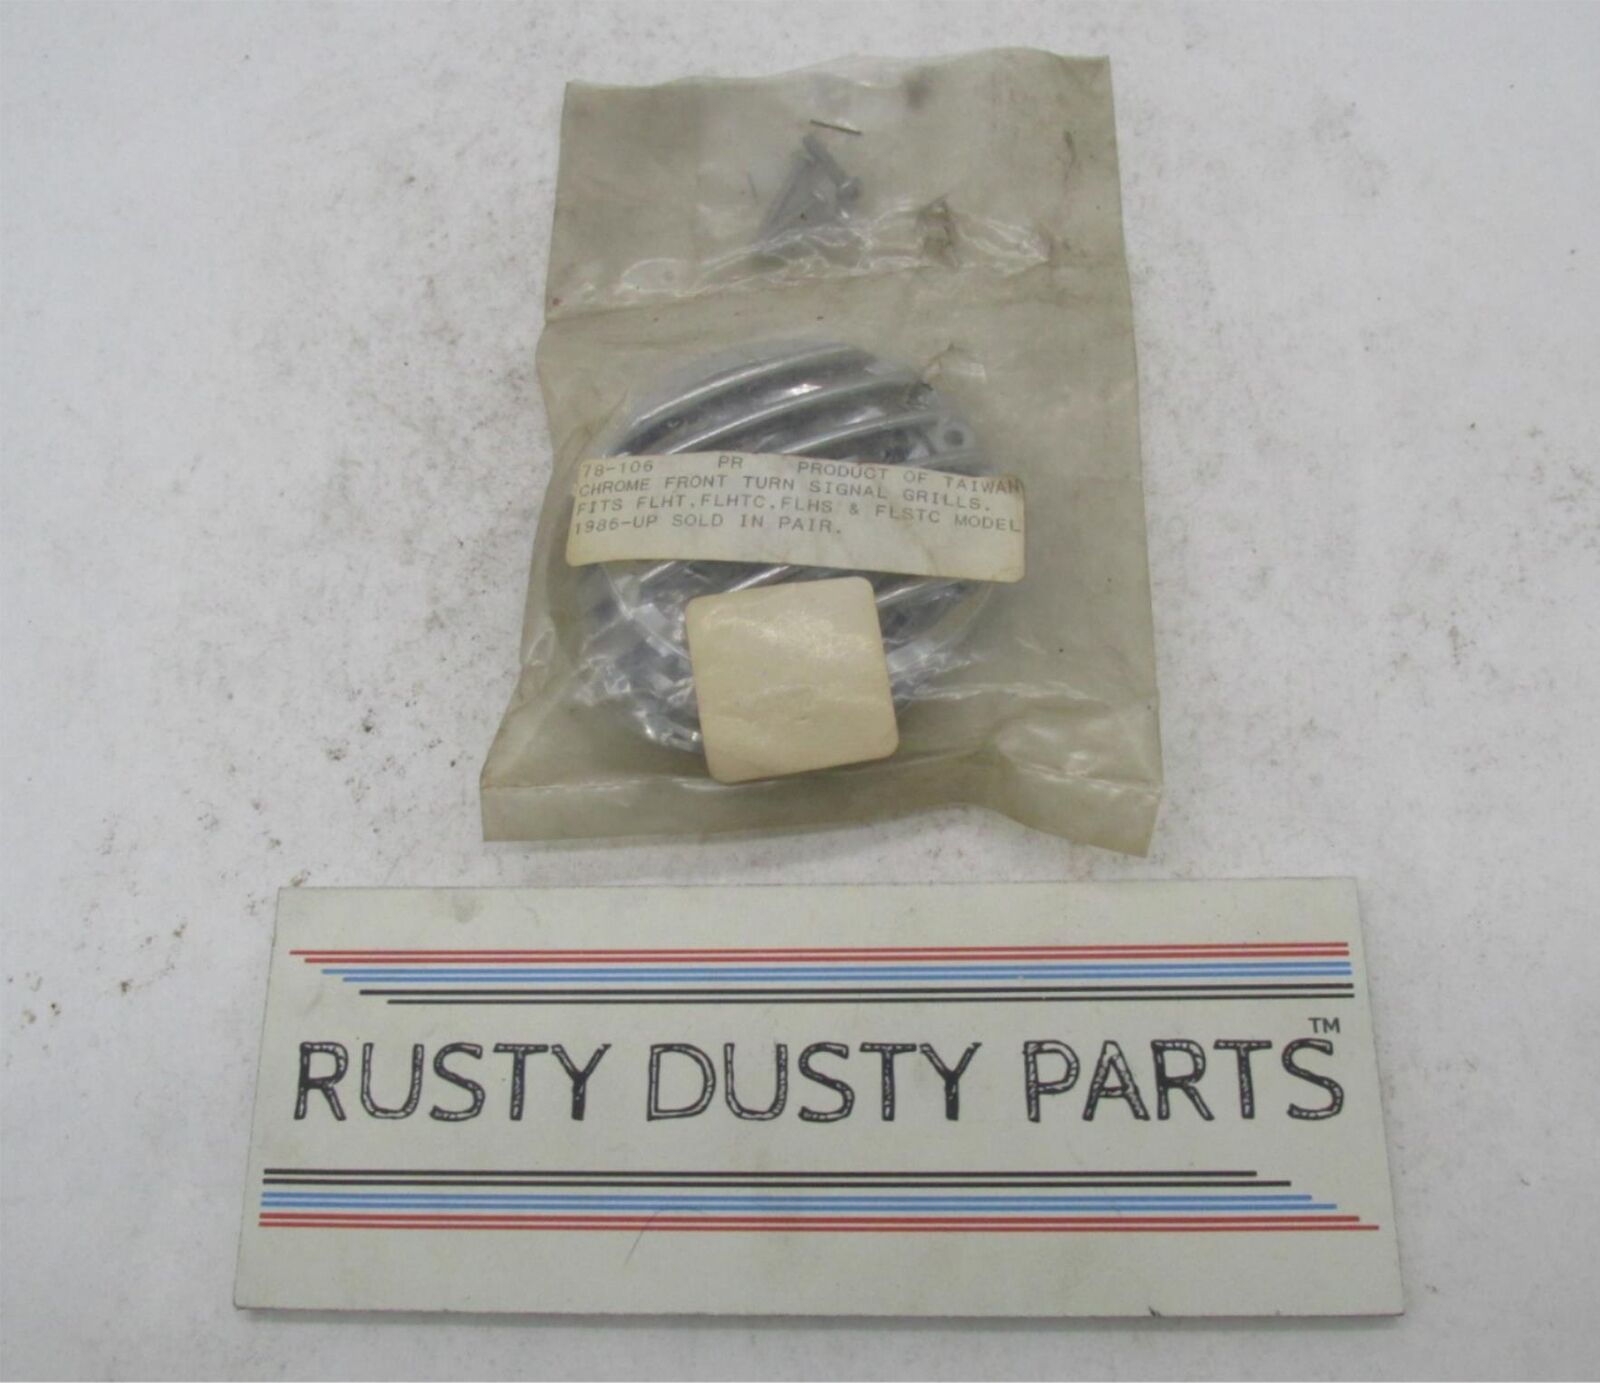 78-106 PR PRODUCT OF TAIWAN
CHROME FRONT TURN SIGNAL GRILLS.
FITS FLHT,FLHTC,FLHS & FLSTC MODEL
1986-UP SOLD IN PAIR.
RUSTY DUSTY PARTS™